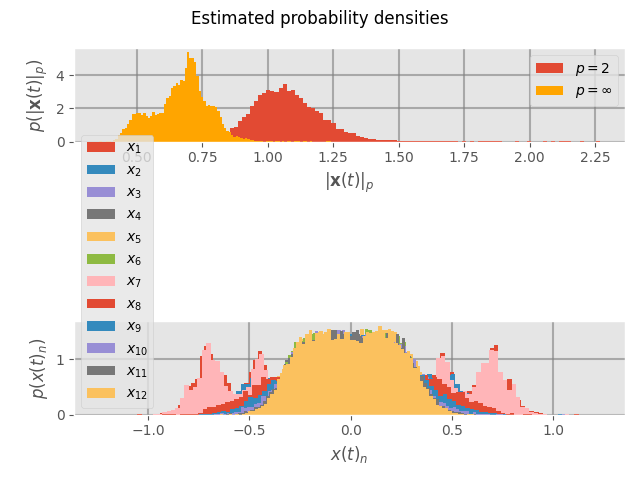 Estimated probability densities
p(|x(t)|p)
4
2
0
p = 2
p = ∞
0.50 0.75 1.00 1.25 1.50 1.75 2.00 2.25
|x(t)|p
x1
x2
x3
x4
x5
x6
x7
x8
x9
x10
x11
x12
p(x(t)n)
1
0
−1.0 −0.5 0.0 0.5 1.0
x(t)n